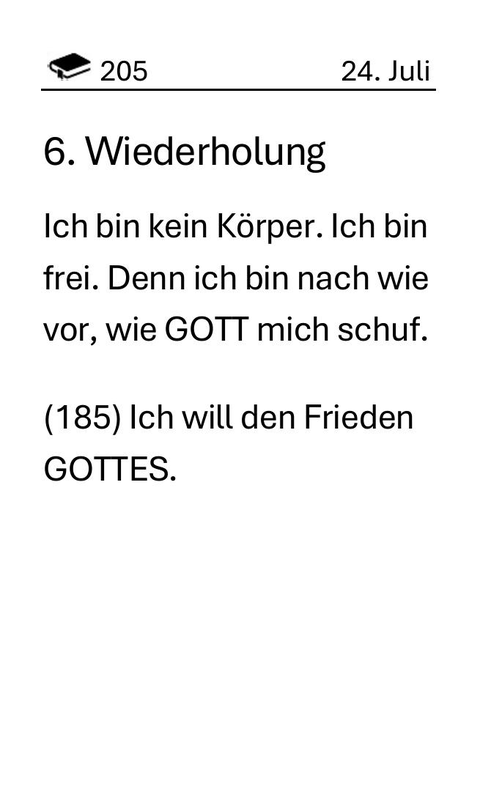 205 24. Juli
6. Wiederholung
Ich bin kein Körper. Ich bin
frei. Denn ich bin nach wie
vor, wie GOTT mich schuf.
(185) Ich will den Frieden
GOTTES.